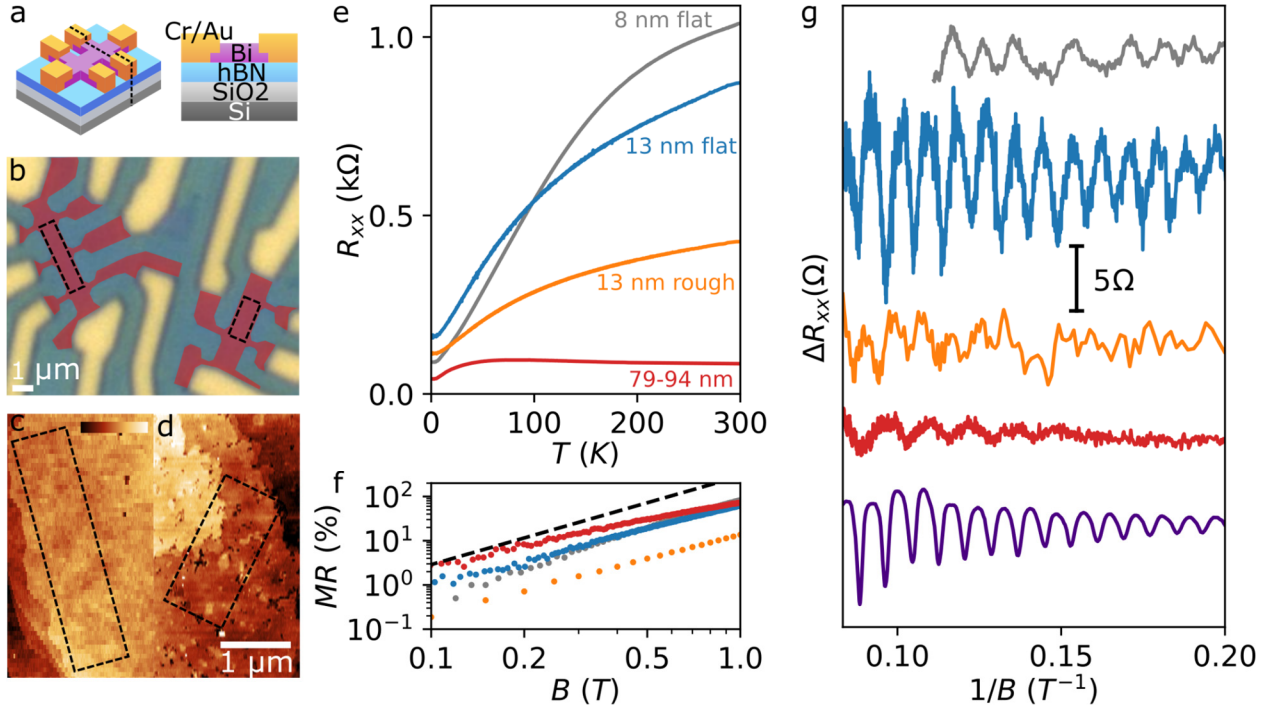 a
Cr/Au
Bi
hBN
SiO2
Si
b
1 μm
c
d
1 μm
e
8 nm flat
13 nm flat
13 nm rough
79-94 nm
1.0
0.5
0.0
R_xx (kΩ)
0
100
200
300
T (K)
f
10²
10¹
10⁰
10⁻¹
MR (%)
0.1
0.2
0.5
1.0
B (T)
g
5Ω
ΔR_xx(Ω)
0.10
0.15
0.20
1/B (T⁻¹)